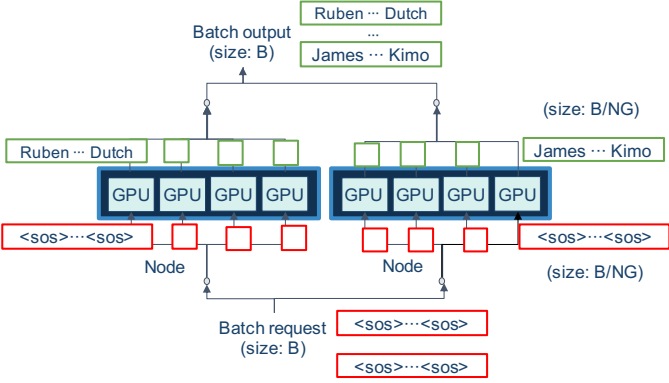 Ruben ··· Dutch
...
James ··· Kimo
Batch output
(size: B)
(size: B/NG)
Ruben ··· Dutch
James ··· Kimo
GPU GPU GPU GPU
GPU GPU GPU GPU
<sos>···<sos>
<sos>···<sos>
Node
Node
(size: B/NG)
Batch request
(size: B)
<sos>···<sos>
<sos>···<sos>